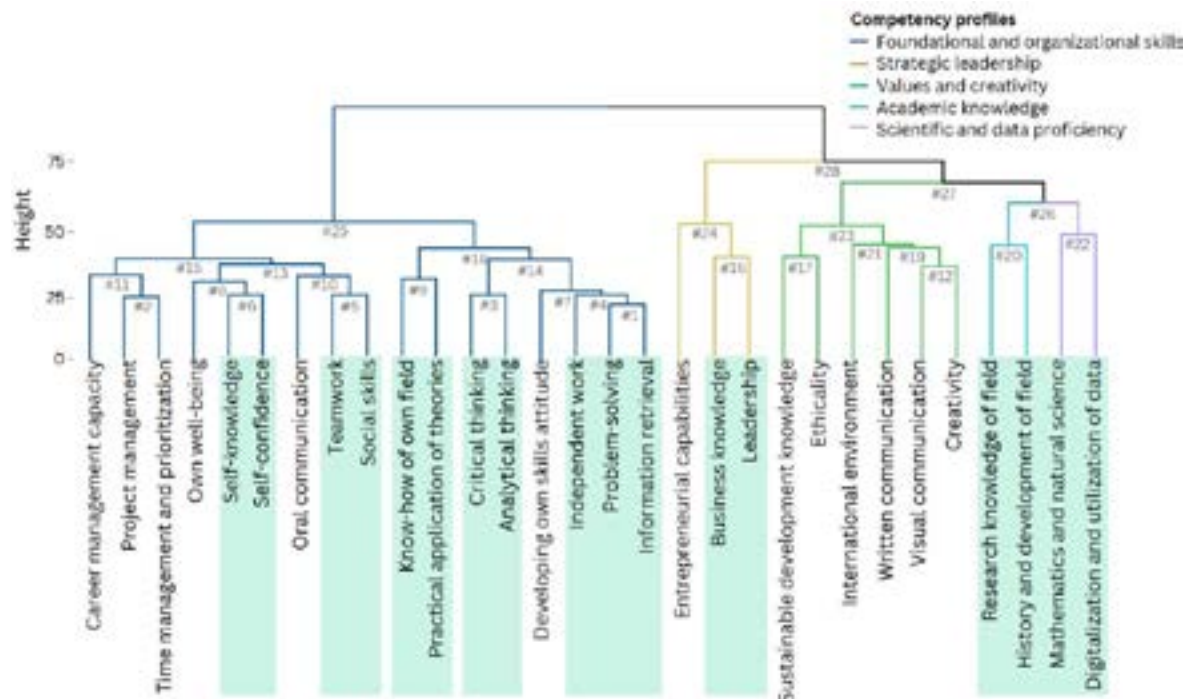 Competency profiles
Foundational and organizational skills
Strategic leadership
Values and creativity
Academic knowledge
Scientific and data proficiency
Height
75
50
25
0
#28
#27
#26
#25
#24
#23
#22
#21
#20
#19
#12
#17
#16
#15
#13
#14
#11
#10
#9
#8
#7
#6
#5
#4
#3
#2
#1
Career management capacity
Project management
Time management and prioritization
Own well-being
Self-knowledge
Self-confidence
Oral communication
Teamwork
Social skills
Know-how of own field
Practical application of theories
Critical thinking
Analytical thinking
Developing own skills attitude
Independent work
Problem-solving
Information retrieval
Entrepreneurial capabilities
Business knowledge
Leadership
Sustainable development knowledge
Ethicality
International environment
Written communication
Visual communication
Creativity
Research knowledge of field
History and development of field
Mathematics and natural science
Digitalization and utilization of data